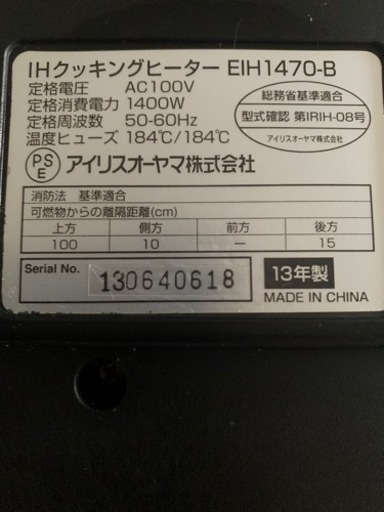 IHクッキングヒーター EIH1470-B
定格電圧 AC100V
定格消費電力 1400W
定格周波数 50-60Hz
温度ヒューズ 184℃/184℃
総務省基準適合
型式確認 第IRIH-08号
アイリスオーヤマ株式会社
PS
E
アイリスオーヤマ株式会社
消防法 基準適合
可燃物からの離隔距離(cm)
上方 側方 前方 後方
100 10 ー 15
Serial No. 130640618
13年製
MADE IN CHINA